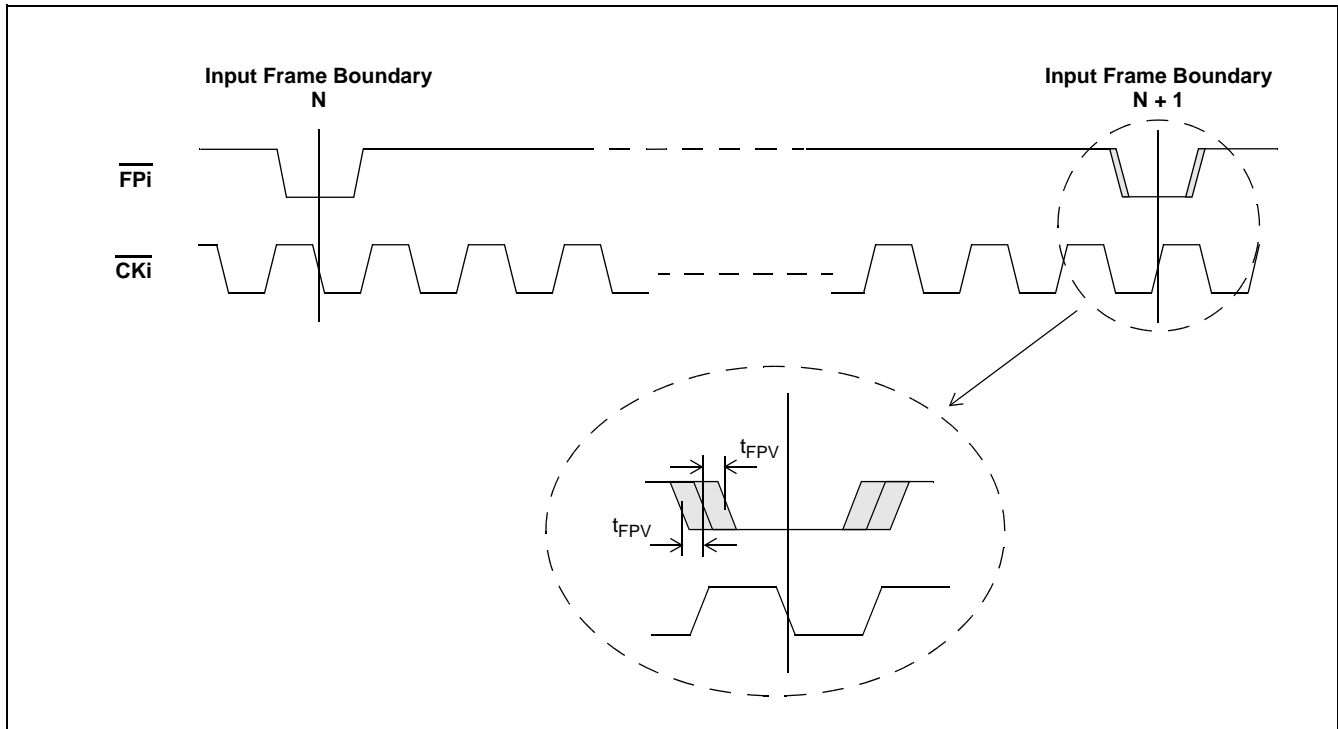 Input Frame Boundary
N
Input Frame Boundary
N + 1
FPi
CKi
tFPV
tFPV